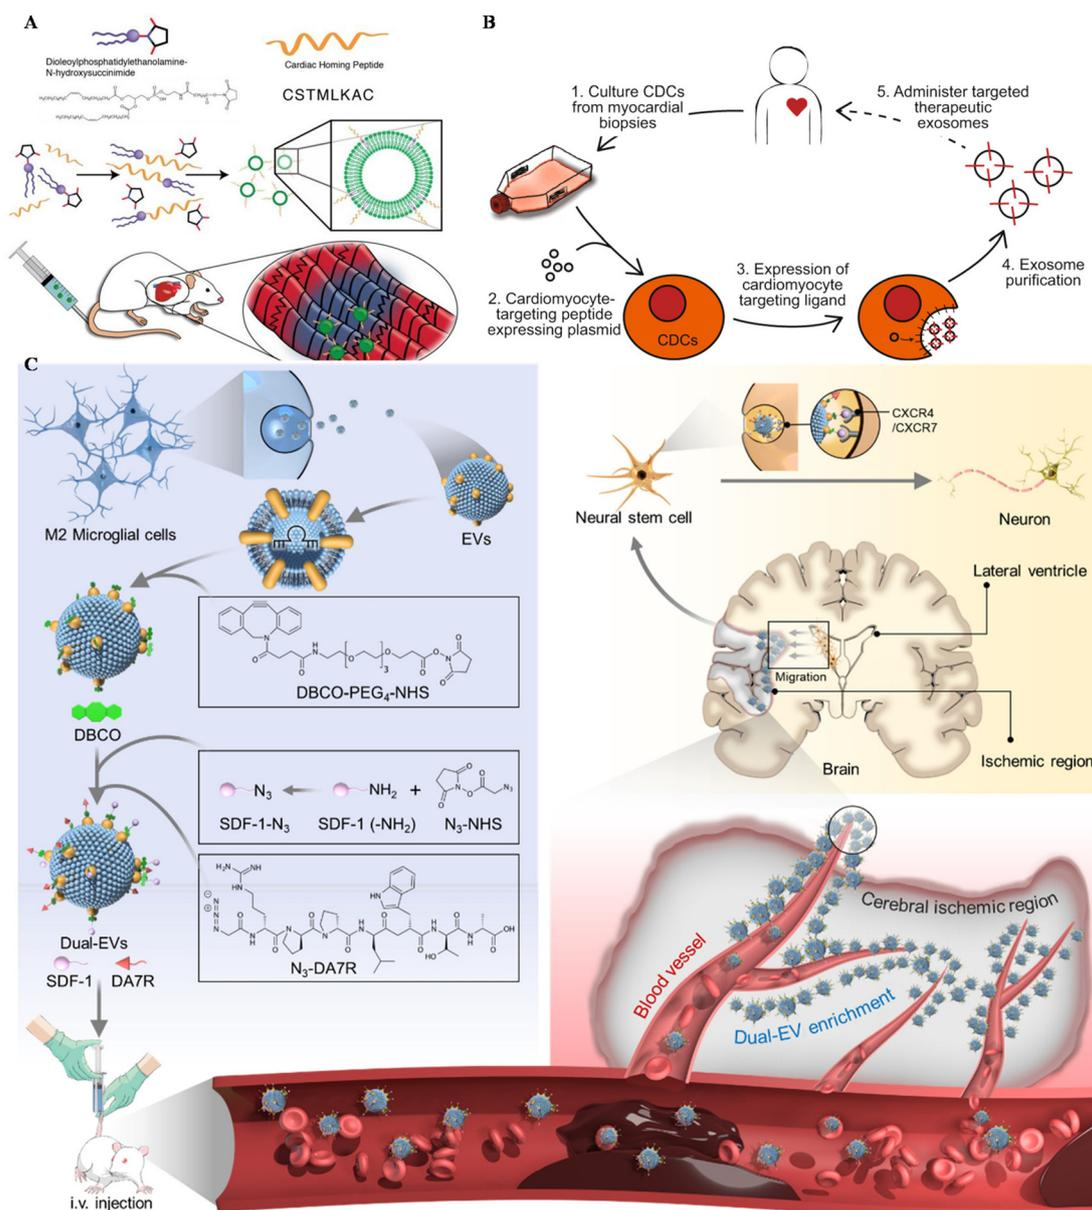 A
Dioleoylphosphatidylethanolamine-
N-hydroxysuccinimide
Cardiac Homing Peptide
CSTMLKAC
B
1. Culture CDCs
from myocardial
biopsies
5. Administer targeted
therapeutic
exosomes
2. Cardiomyocyte-
targeting peptide
expressing plasmid
CDCs
3. Expression of
cardiomyocyte
targeting ligand
4. Exosome
purification
C
M2 Microglial cells
EVs
DBCO-PEG4-NHS
DBCO
SDF-1-N3
SDF-1 (-NH2)
+
N3-NHS
N3
NH2
N3-DA7R
Dual-EVs
SDF-1
DA7R
i.v. injection
CXCR4
/CXCR7
Neural stem cell
Neuron
Lateral ventricle
Migration
Ischemic region
Brain
Cerebral ischemic region
Blood vessel
Dual-EV enrichment